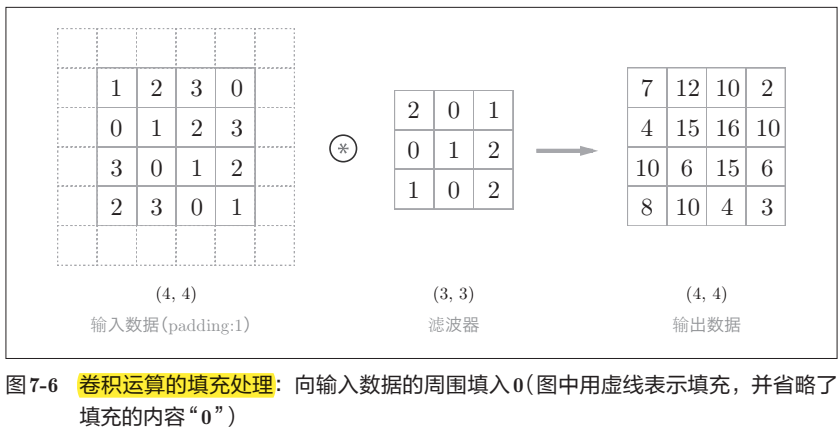 1 2 3 0
0 1 2 3
3 0 1 2
2 3 0 1
(4, 4)
输入数据(padding:1)
*
2 0 1
0 1 2
1 0 2
(3, 3)
滤波器
7 12 10 2
4 15 16 10
10 6 15 6
8 10 4 3
(4, 4)
输出数据
图7-6 卷积运算的填充处理：向输入数据的周围填入0(图中用虚线表示填充，并省略了
填充的内容“0”)